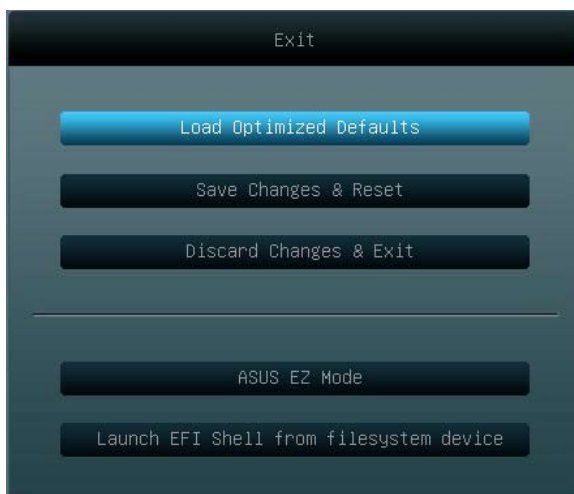 Exit
Load Optimized Defaults
Save Changes & Reset
Discard Changes & Exit
ASUS EZ Mode
Launch EFI Shell from filesystem device